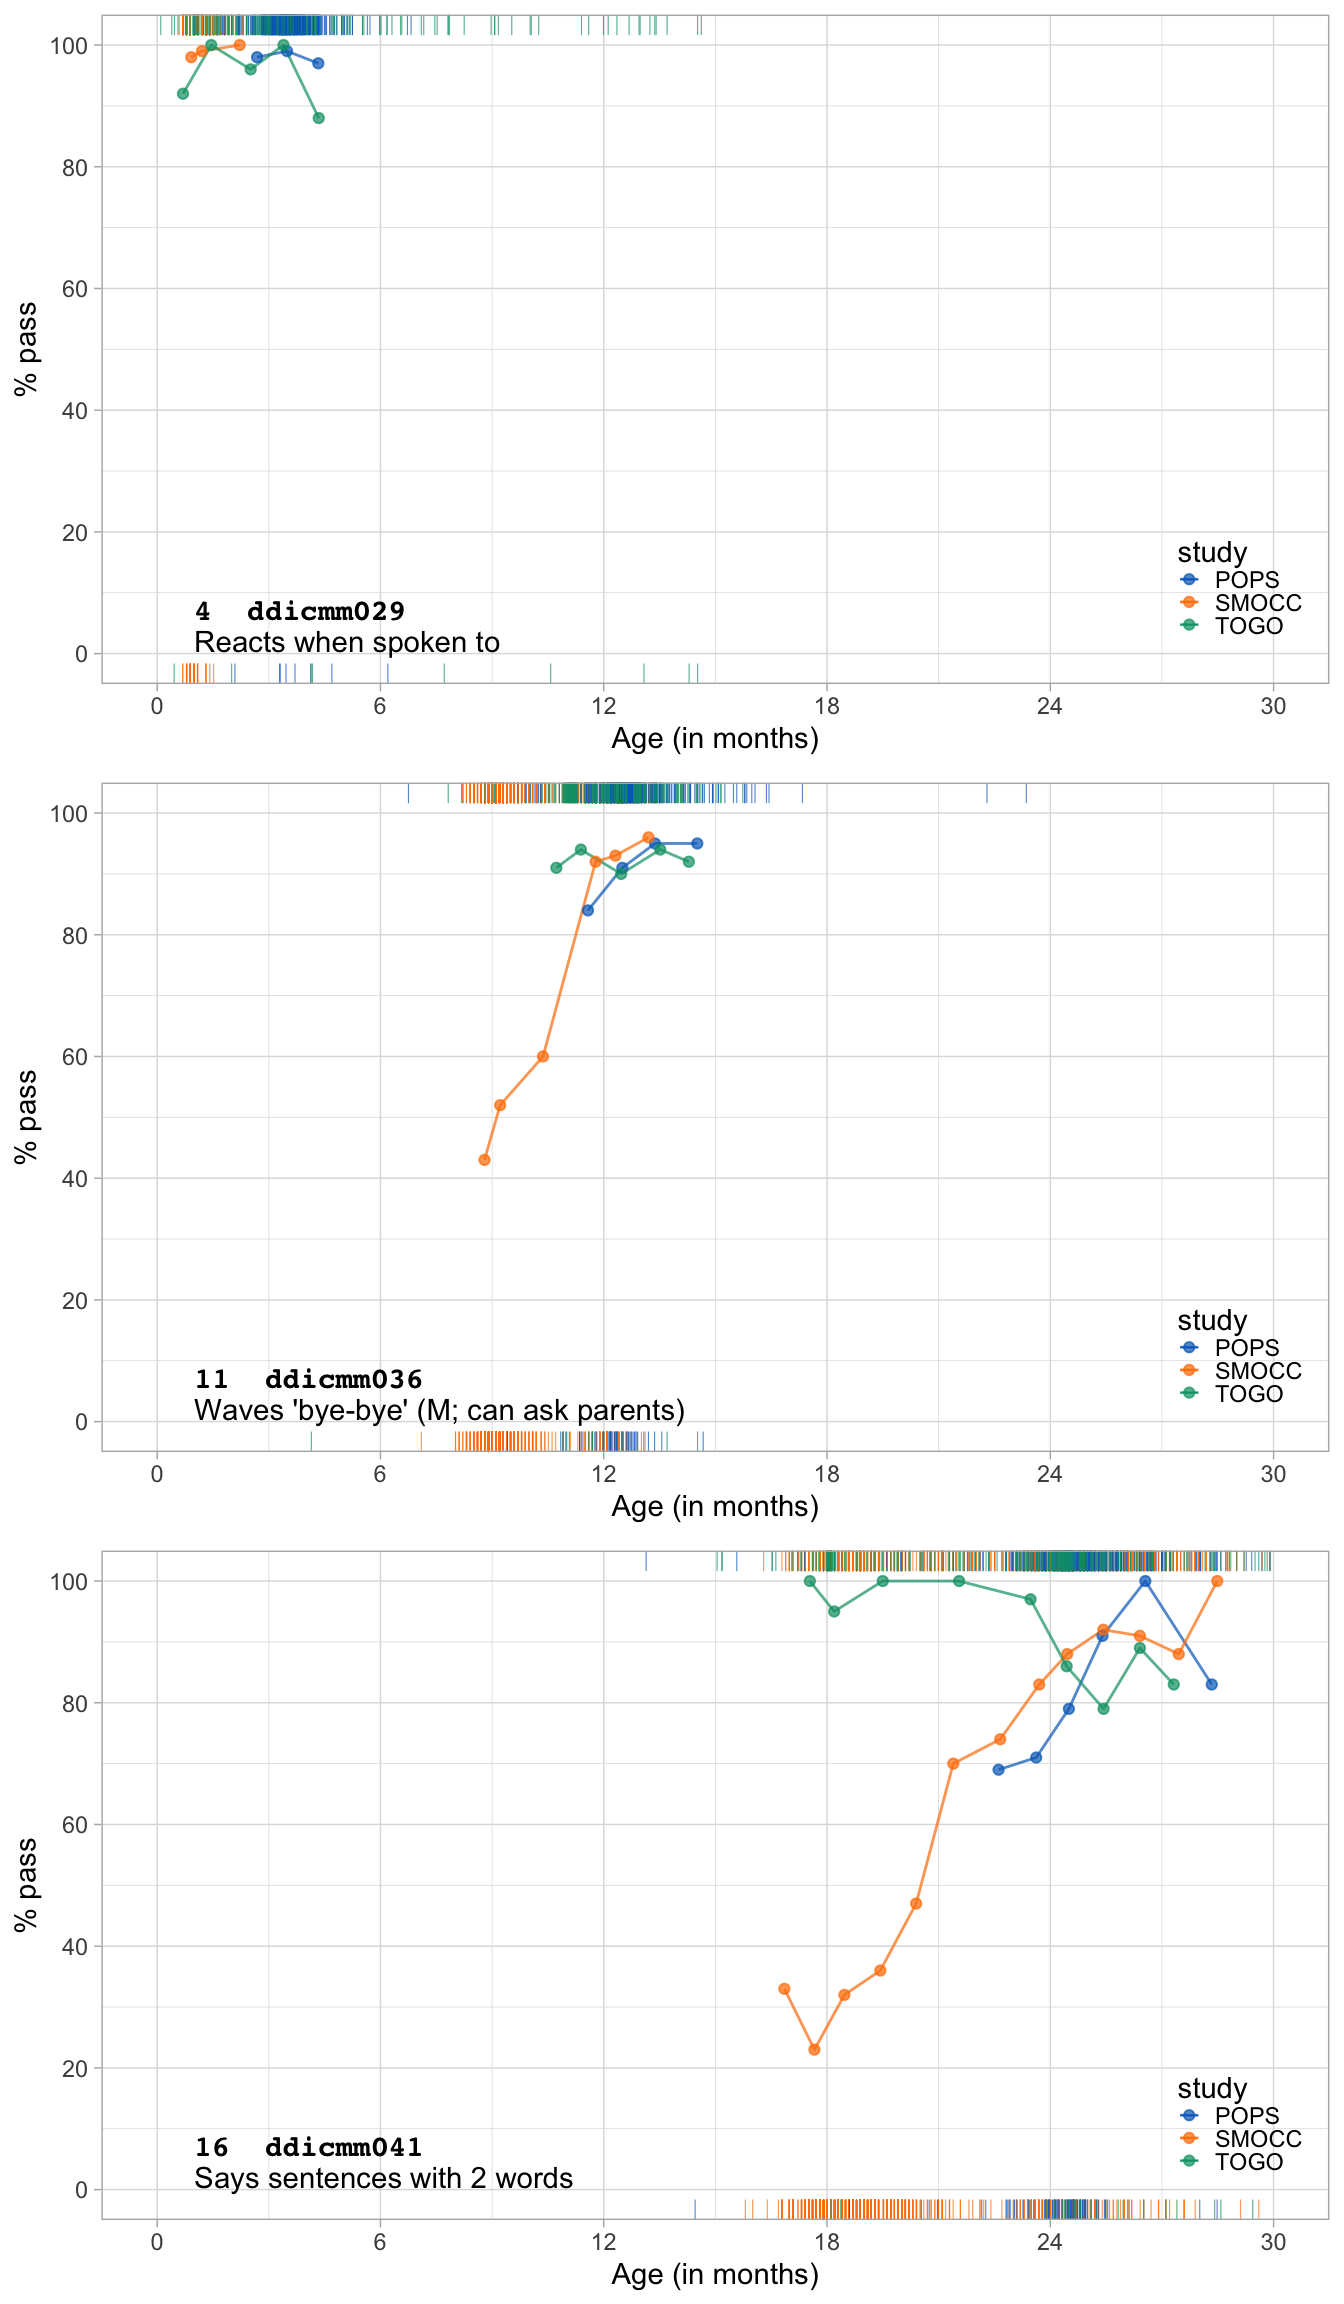 100
80
60
40
20
0
% pass
study
POPS
SMOCC
TOGO
4 ddicmm029
Reacts when spoken to
0 6 12 18 24 30
Age (in months)
100
80
60
40
20
0
% pass
study
POPS
SMOCC
TOGO
11 ddicmm036
Waves 'bye-bye' (M; can ask parents)
0 6 12 18 24 30
Age (in months)
100
80
60
40
20
0
% pass
study
POPS
SMOCC
TOGO
16 ddicmm041
Says sentences with 2 words
0 6 12 18 24 30
Age (in months)